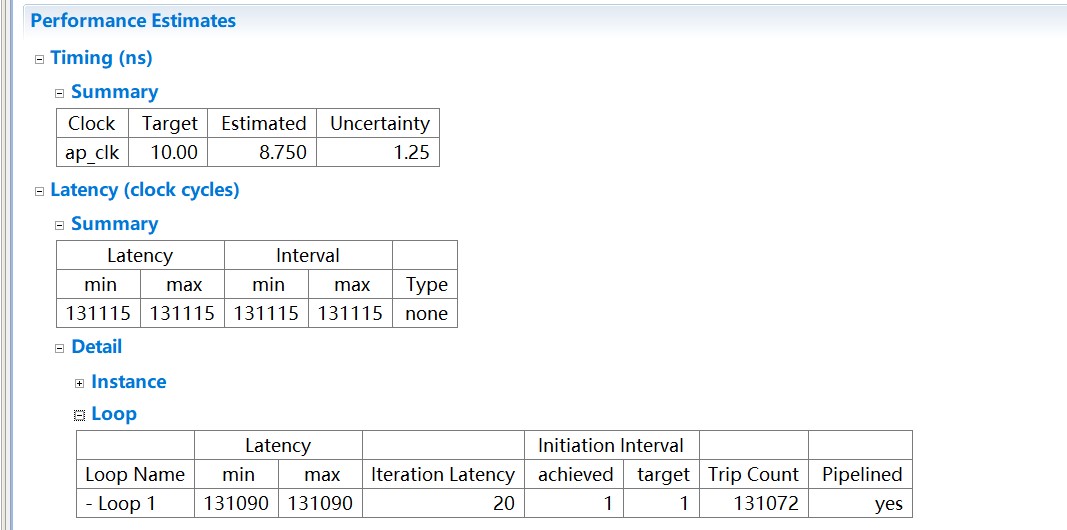 Performance Estimates
Timing (ns)
Summary
Clock Target Estimated Uncertainty
ap_clk 10.00 8.750 1.25
Latency (clock cycles)
Summary
Latency Interval
min max min max Type
131115 131115 131115 131115 none
Detail
Instance
Loop
Latency Initiation Interval
Loop Name min max Iteration Latency achieved target Trip Count Pipelined
- Loop 1 131090 131090 20 1 1 131072 yes